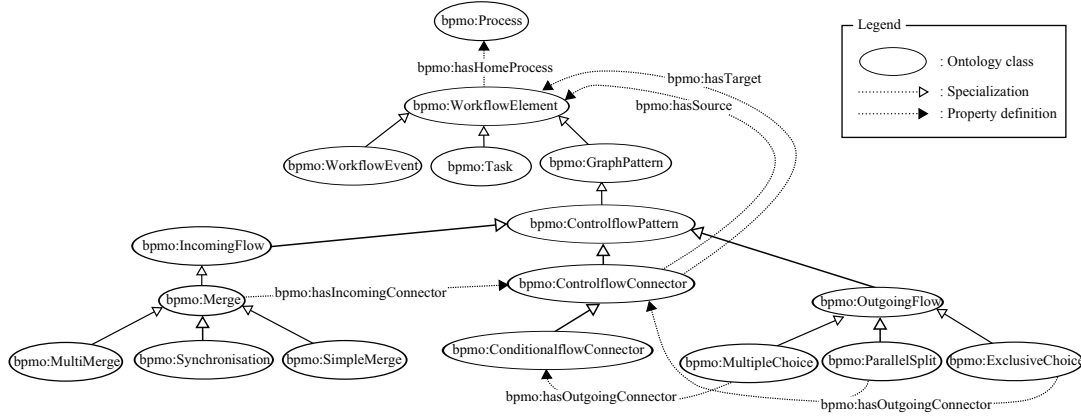 bpmo:Process
Legend
: Ontology class
: Specialization
: Property definition
bpmo:hasHomeProcess
bpmo:hasTarget
bpmo:hasSource
bpmo:WorkflowElement
bpmo:WorkflowEvent
bpmo:Task
bpmo:GraphPattern
bpmo:ControlflowPattern
bpmo:IncomingFlow
bpmo:ControlflowConnector
bpmo:Merge
bpmo:hasIncomingConnector
bpmo:OutgoingFlow
bpmo:MultiMerge
bpmo:Synchronisation
bpmo:SimpleMerge
bpmo:ConditionalflowConnector
bpmo:MultipleChoice
bpmo:ParallelSplit
bpmo:ExclusiveChoice
bpmo:hasOutgoingConnector
bpmo:hasOutgoingConnector